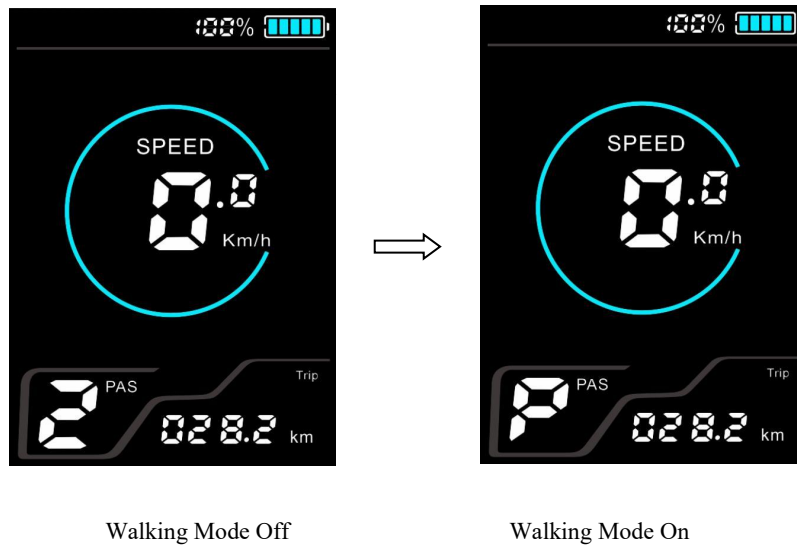 100%
SPEED
0.0
Km/h
2 PAS
Trip
028.2 km
100%
SPEED
0.0
Km/h
P PAS
Trip
028.2 km
Walking Mode Off
Walking Mode On